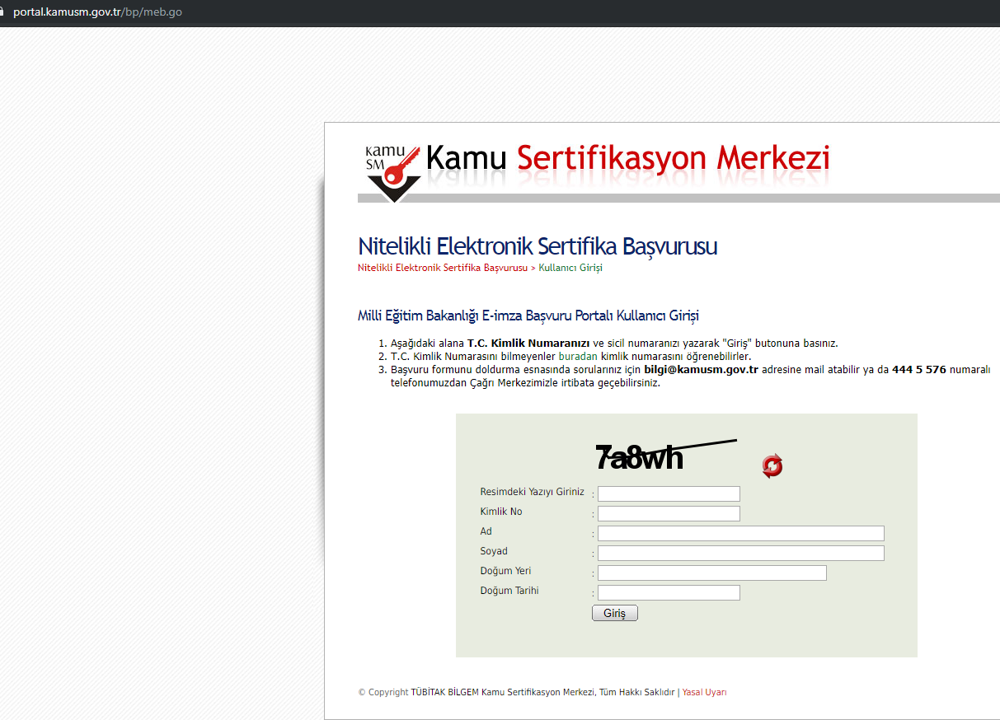 portal.kamusm.gov.tr/bp/meb.go
kamu
SM
Kamu Sertifikasyon Merkezi
Nitelikli Elektronik Sertifika Başvurusu
Nitelikli Elektronik Sertifika Başvurusu > Kullanıcı Girişi
Milli Eğitim Bakanlığı E-imza Başvuru Portalı Kullanıcı Girişi
1. Aşağıdaki alana T.C. Kimlik Numaranızı ve sicil numaranızı yazarak "Giriş" butonuna basınız.
2. T.C. Kimlik Numarasını bilmeyenler buradan kimlik numarasını öğrenebilirler.
3. Başvuru formunu doldurma esnasında sorularınız için bilgi@kamusm.gov.tr adresine mail atabilir ya da 444 5 576 numaralı
telefonumuzdan Çağrı Merkezimizle irtibata geçebilirsiniz.
7a8wh
Resimdeki Yazıyı Giriniz :
Kimlik No :
Ad :
Soyad :
Doğum Yeri :
Doğum Tarihi :
Giriş
© Copyright TÜBİTAK BİLGEM Kamu Sertifikasyon Merkezi, Tüm Hakkı Saklıdır | Yasal Uyarı